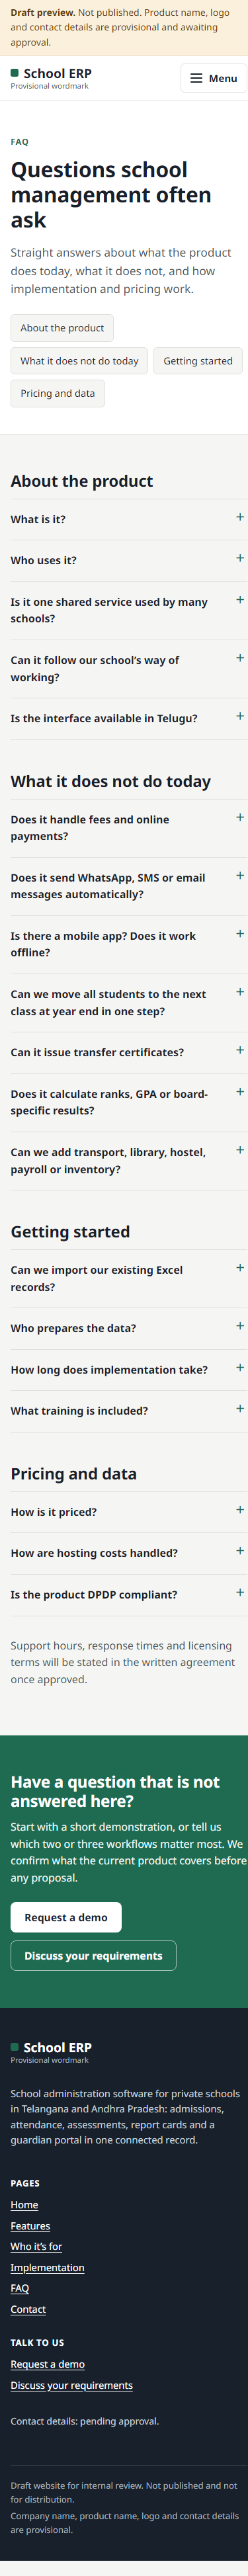 Draft preview. Not published. Product name, logo
and contact details are provisional and awaiting
approval.
School ERP
Provisional wordmark
Menu
FAQ
Questions school
management often
ask
Straight answers about what the product
does today, what it does not, and how
implementation and pricing work.
About the product
What it does not do today
Getting started
Pricing and data
About the product
What is it?
+
Who uses it?
+
Is it one shared service used by many
schools?
+
Can it follow our school’s way of
working?
+
Is the interface available in Telugu?
+
What it does not do today
Does it handle fees and online
payments?
+
Does it send WhatsApp, SMS or email
messages automatically?
+
Is there a mobile app? Does it work
offline?
+
Can we move all students to the next
class at year end in one step?
+
Can it issue transfer certificates?
+
Does it calculate ranks, GPA or board-
specific results?
+
Can we add transport, library, hostel,
payroll or inventory?
+
Getting started
Can we import our existing Excel
records?
+
Who prepares the data?
+
How long does implementation take?
+
What training is included?
+
Pricing and data
How is it priced?
+
How are hosting costs handled?
+
Is the product DPDP compliant?
+
Support hours, response times and licensing
terms will be stated in the written agreement
once approved.
Have a question that is not
answered here?
Start with a short demonstration, or tell us
which two or three workflows matter most. We
confirm what the current product covers before
any proposal.
Request a demo
Discuss your requirements
School ERP
Provisional wordmark
School administration software for private schools
in Telangana and Andhra Pradesh: admissions,
attendance, assessments, report cards and a
guardian portal in one connected record.
PAGES
Home
Features
Who it’s for
Implementation
FAQ
Contact
TALK TO US
Request a demo
Discuss your requirements
Contact details: pending approval.
Draft website for internal review. Not published and not
for distribution.
Company name, product name, logo and contact details
are provisional.